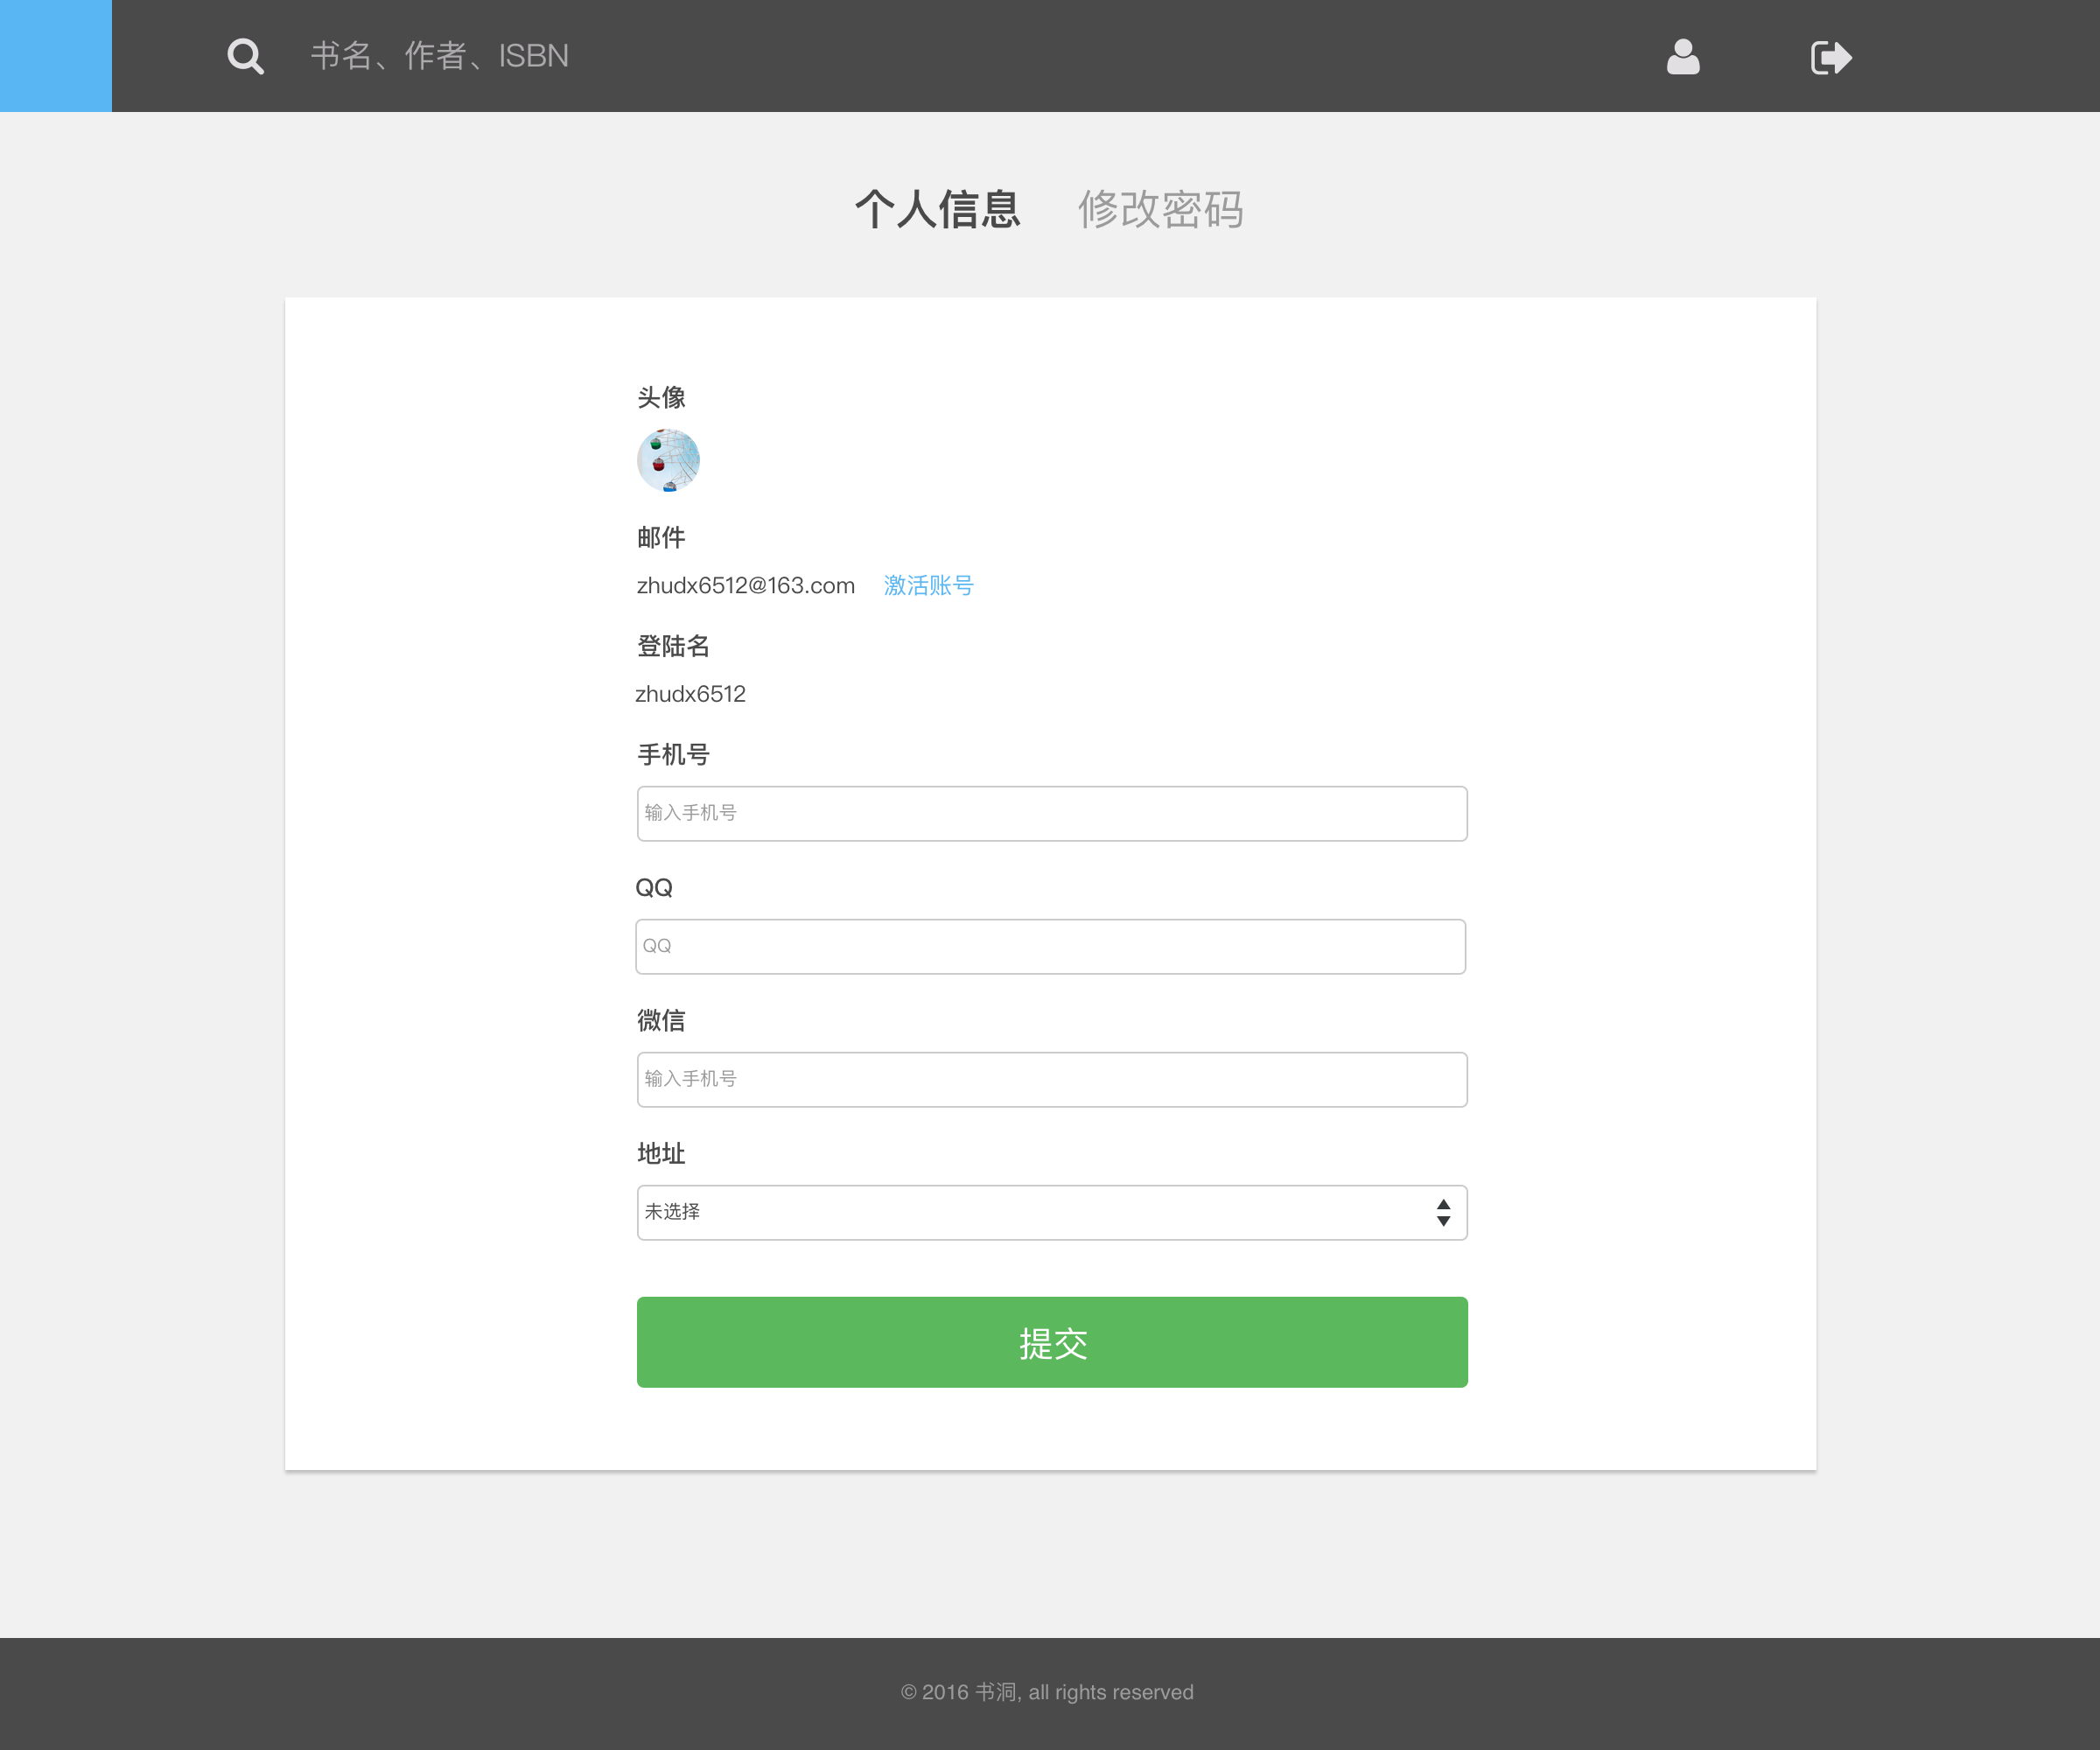 书名、作者、ISBN
个人信息 修改密码
头像
邮件
zhudx6512@163.com 激活账号
登陆名
zhudx6512
手机号
输入手机号
QQ
QQ
微信
输入手机号
地址
未选择
提交
© 2016 书洞, all rights reserved